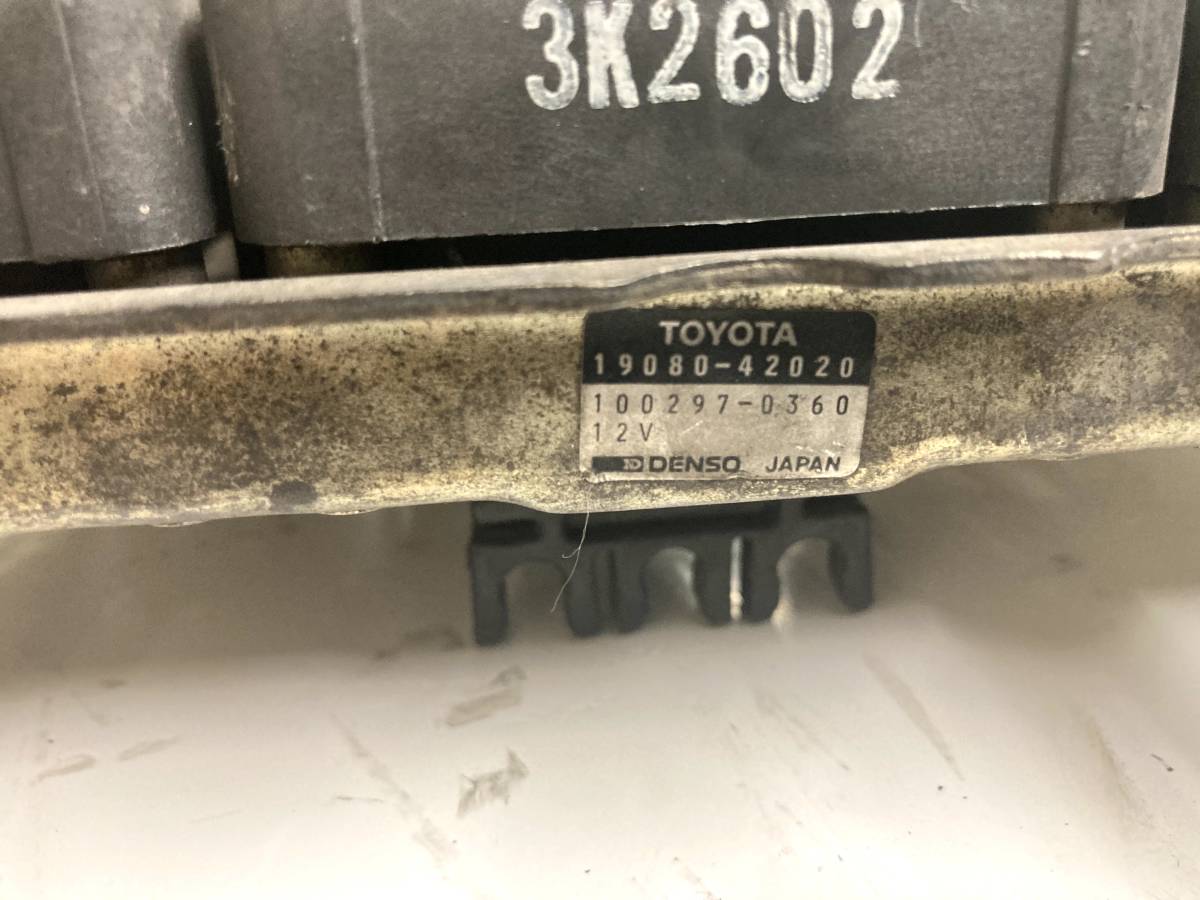 3K2602
TOYOTA
19080-42020
100297-0360
12V
DENSO JAPAN